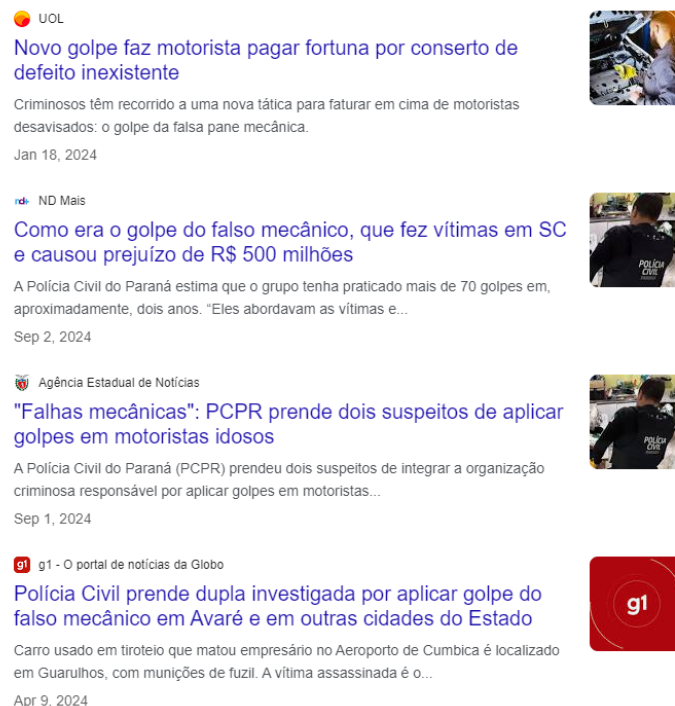 UOL
Novo golpe faz motorista pagar fortuna por conserto de
defeito inexistente
Criminosos têm recorrido a uma nova tática para faturar em cima de motoristas
desavisados: o golpe da falsa pane mecânica.
Jan 18, 2024
nd+ ND Mais
Como era o golpe do falso mecânico, que fez vítimas em SC
e causou prejuízo de R$ 500 milhões
POLÍCIA
CIVIL
A Polícia Civil do Paraná estima que o grupo tenha praticado mais de 70 golpes em,
aproximadamente, dois anos. “Eles abordavam as vítimas e...
Sep 2, 2024
Agência Estadual de Notícias
"Falhas mecânicas": PCPR prende dois suspeitos de aplicar
golpes em motoristas idosos
POLÍCIA
CIVIL
A Polícia Civil do Paraná (PCPR) prendeu dois suspeitos de integrar a organização
criminosa responsável por aplicar golpes em motoristas...
Sep 1, 2024
g1 g1 - O portal de notícias da Globo
Polícia Civil prende dupla investigada por aplicar golpe do
falso mecânico em Avaré e em outras cidades do Estado
g1
Carro usado em tiroteio que matou empresário no Aeroporto de Cumbica é localizado
em Guarulhos, com munições de fuzil. A vítima assassinada é o...
Apr 9, 2024